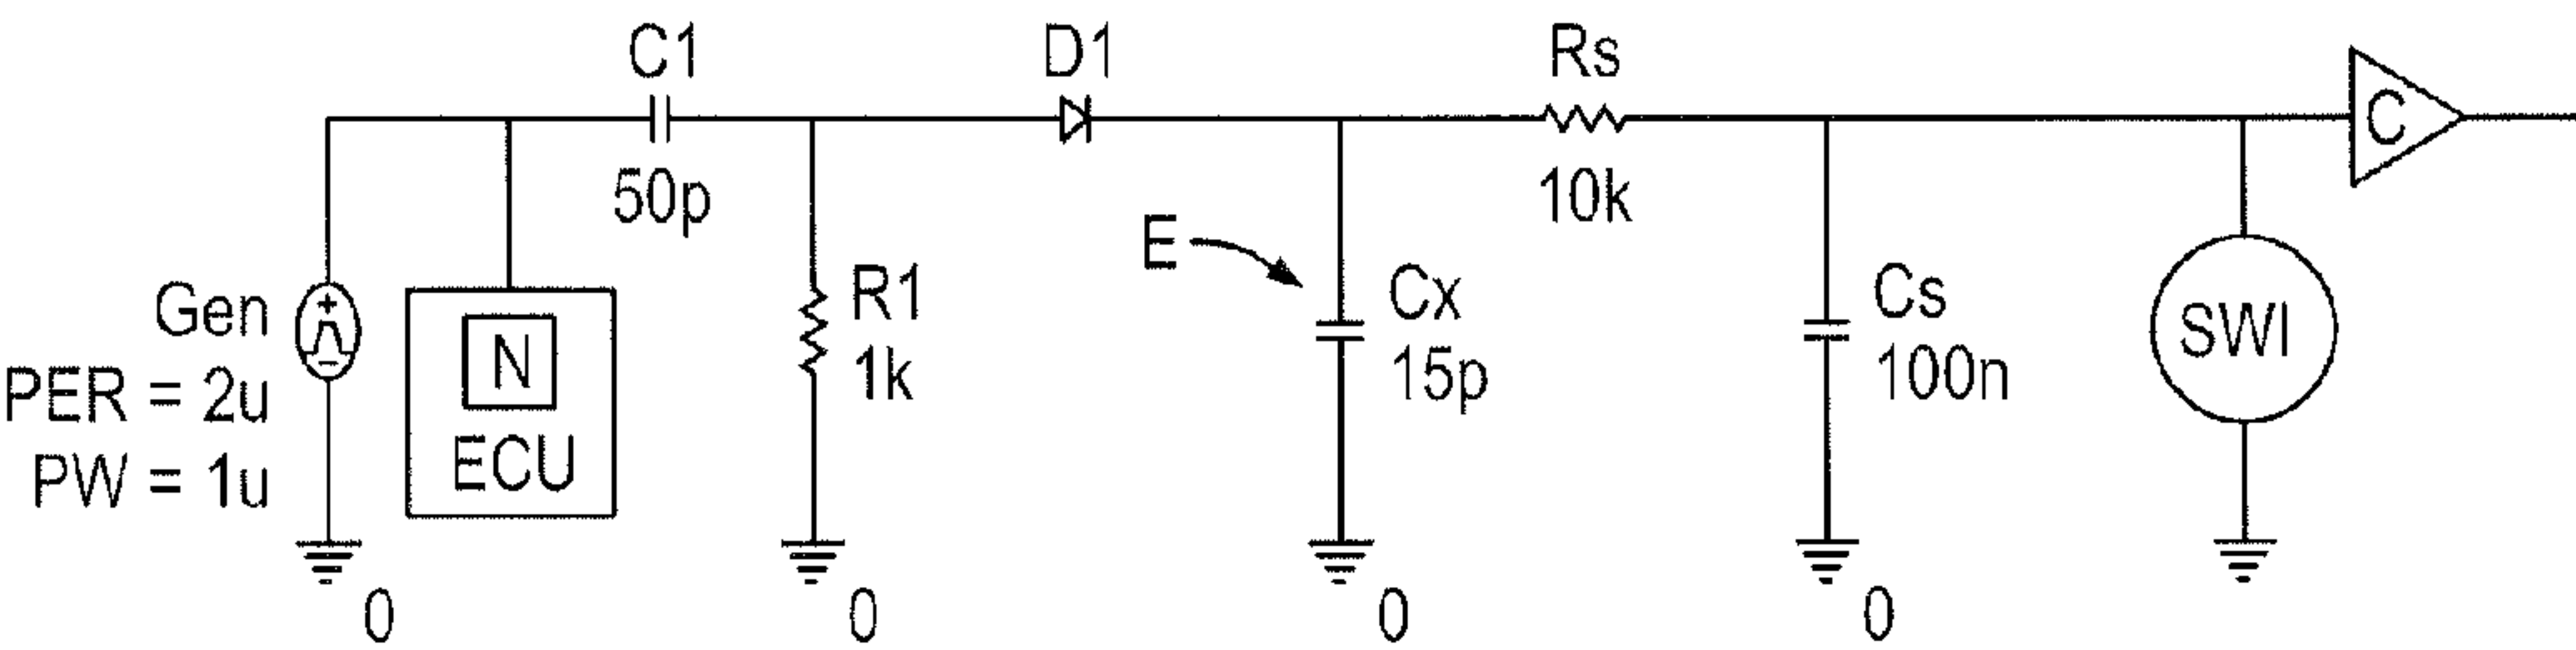 C1
D1
Rs
C
50p
10k
E
Gen
PER = 2u
PW = 1u
N
ECU
R1
1k
Cx
15p
Cs
100n
SWI
0
0
0
0